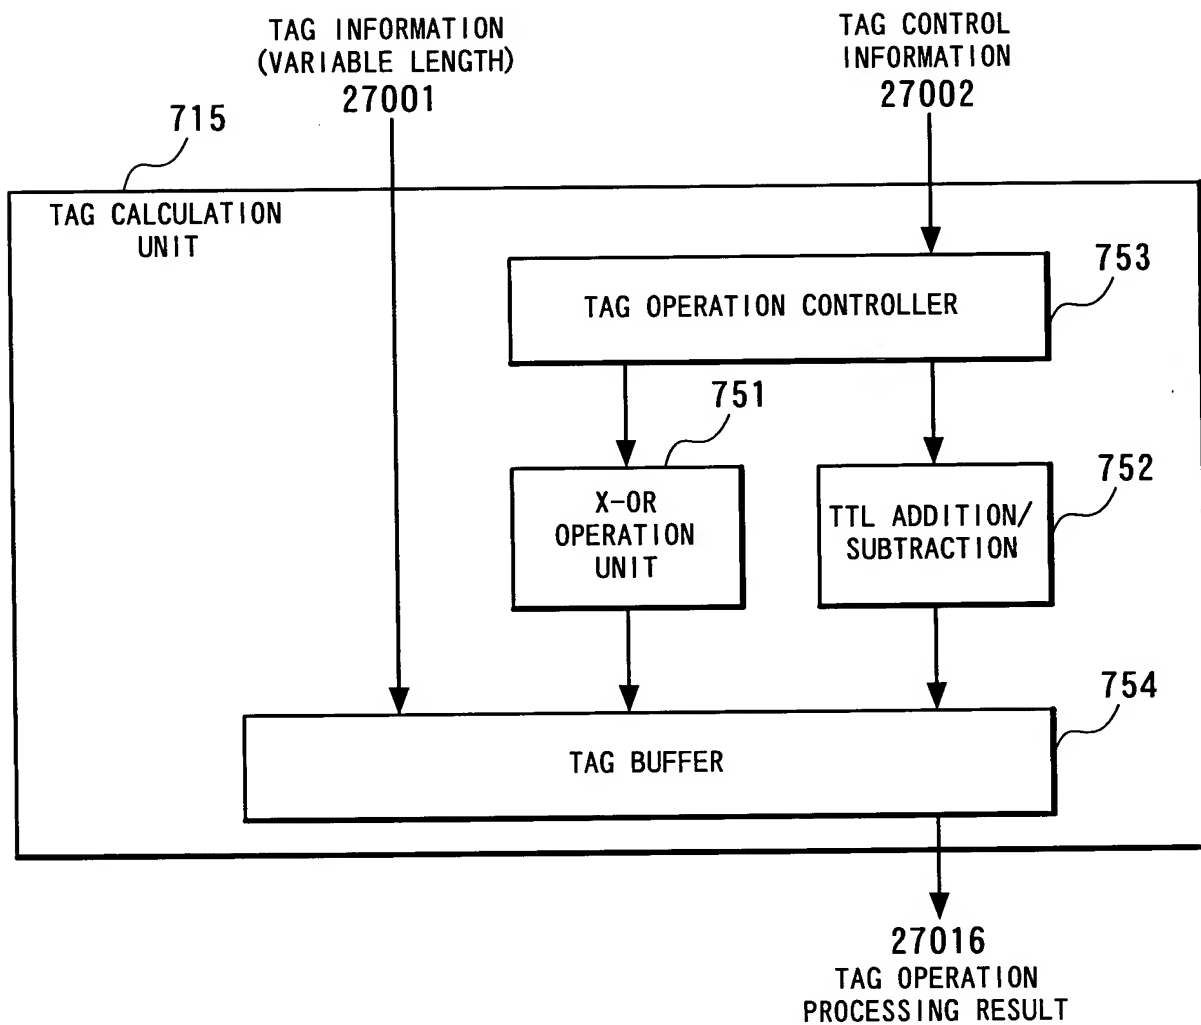 TAG INFORMATION
(VARIABLE LENGTH)
27001
TAG CONTROL
INFORMATION
27002
715
TAG CALCULATION
UNIT
753
TAG OPERATION CONTROLLER
751
X-OR
OPERATION
UNIT
752
TTL ADDITION/
SUBTRACTION
754
TAG BUFFER
27016
TAG OPERATION
PROCESSING RESULT